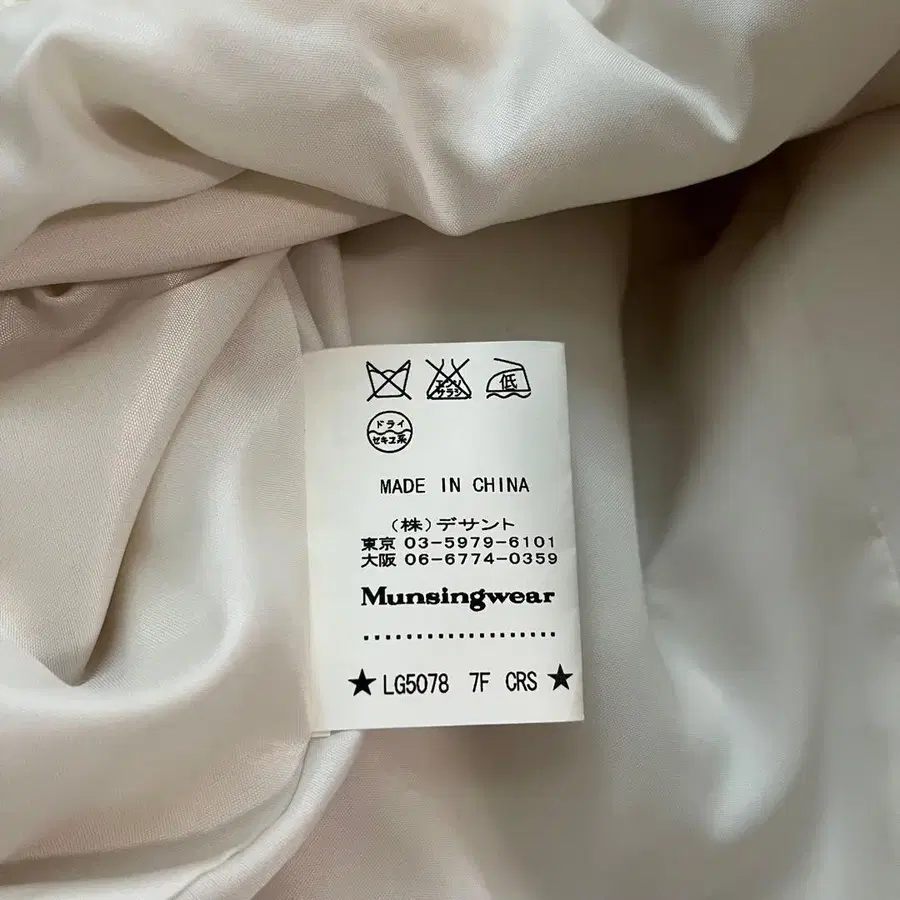 エンソ
サラシ
低
ドライ
セキユ系
MADE IN CHINA
(株)デサント
東京 03-5979-6101
大阪 06-6774-0359
Munsingwear
★LG5078 7F CRS★